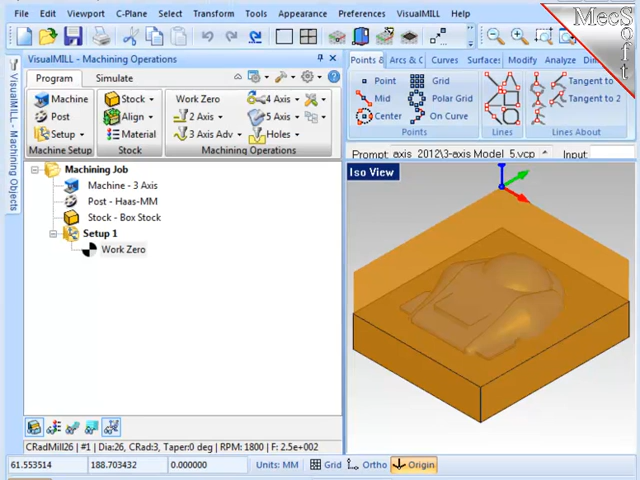 File Edit Viewport C-Plane Select Transform Tools Appearance Preferences VisualMILL Help
MecSoft
VisualMILL - Machining Operations
Program Simulate
Machine Stock Work Zero 4 Axis
Post Align 2 Axis 5 Axis
Setup Material 3 Axis Adv Holes
Machine Setup Stock Machining Operations
Points & Arcs & C Curves Surface: Modify Analyze Dim
Point Grid Tangent to
Mid Polar Grid Tangent to 2
Center On Curve
Points Lines Lines About
Prompt: axis_2012\3-axis Model_5.vcp Input
VisualMILL - Machining Objects
Machining Job
Machine - 3 Axis
Post - Haas-MM
Stock - Box Stock
Setup 1
Work Zero
Iso View
CRadMill26 | #1 | Dia:26, CRad:3, Taper:0 deg | RPM: 1800 | F: 2.5e+002
61.553514 188.703432 0.000000 Units: MM Grid Ortho Origin